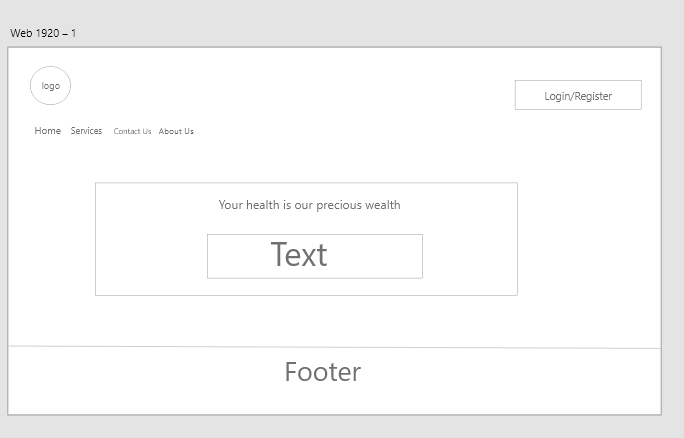 Web 1920 – 1
logo
Login/Register
Home Services Contact Us About Us
Your health is our precious wealth
Text
Footer